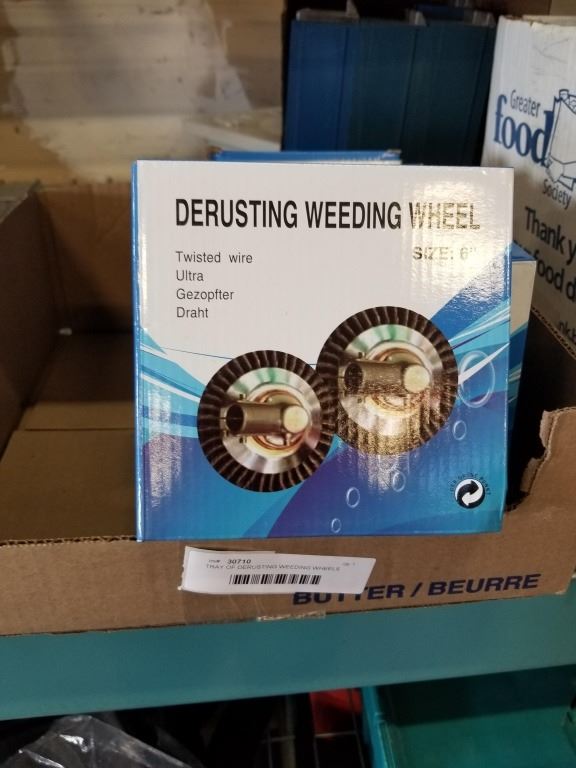 DERUSTING WEEDING WHEEL
SIZE: 6"
Twisted wire
Ultra
Gezopfter
Draht
Greater
food
Society
Thank
food
30710
TRAY OF DERUSTING WEEDING WHEELS
BUTTER / BEURRE